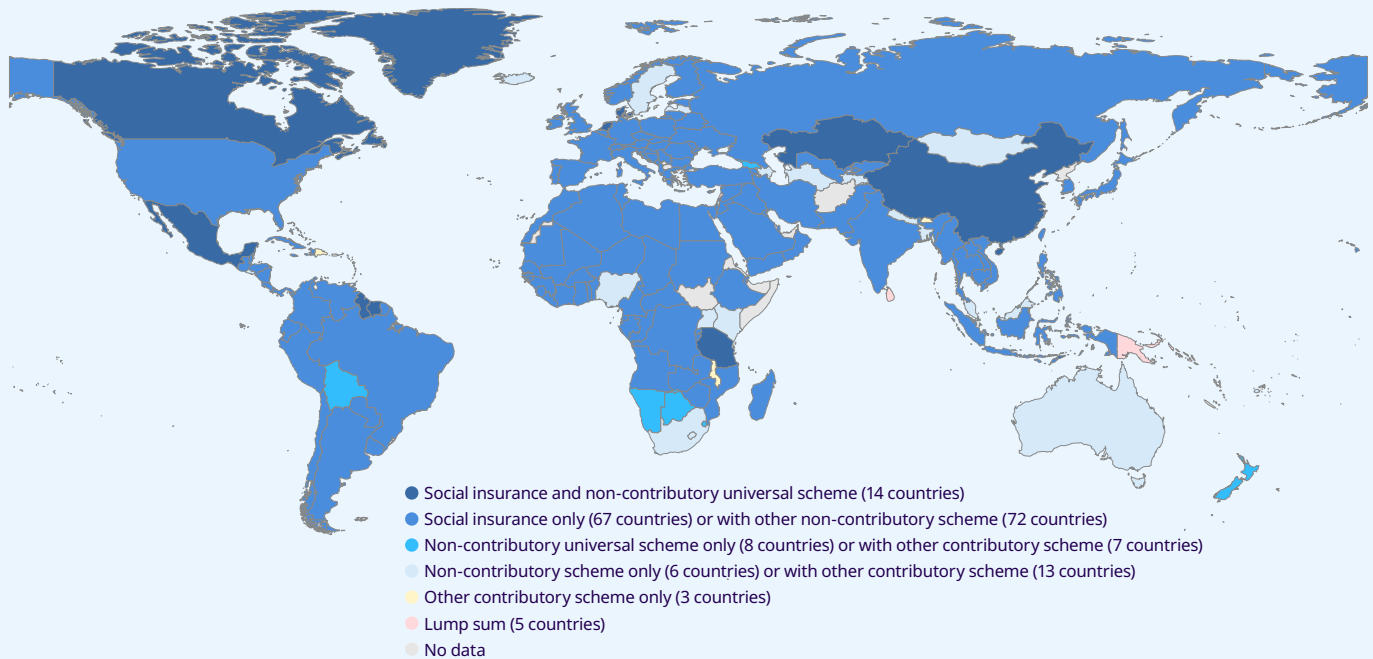 Social insurance and non-contributory universal scheme (14 countries)
Social insurance only (67 countries) or with other non-contributory scheme (72 countries)
Non-contributory universal scheme only (8 countries) or with other contributory scheme (7 countries)
Non-contributory scheme only (6 countries) or with other contributory scheme (13 countries)
Other contributory scheme only (3 countries)
Lump sum (5 countries)
No data